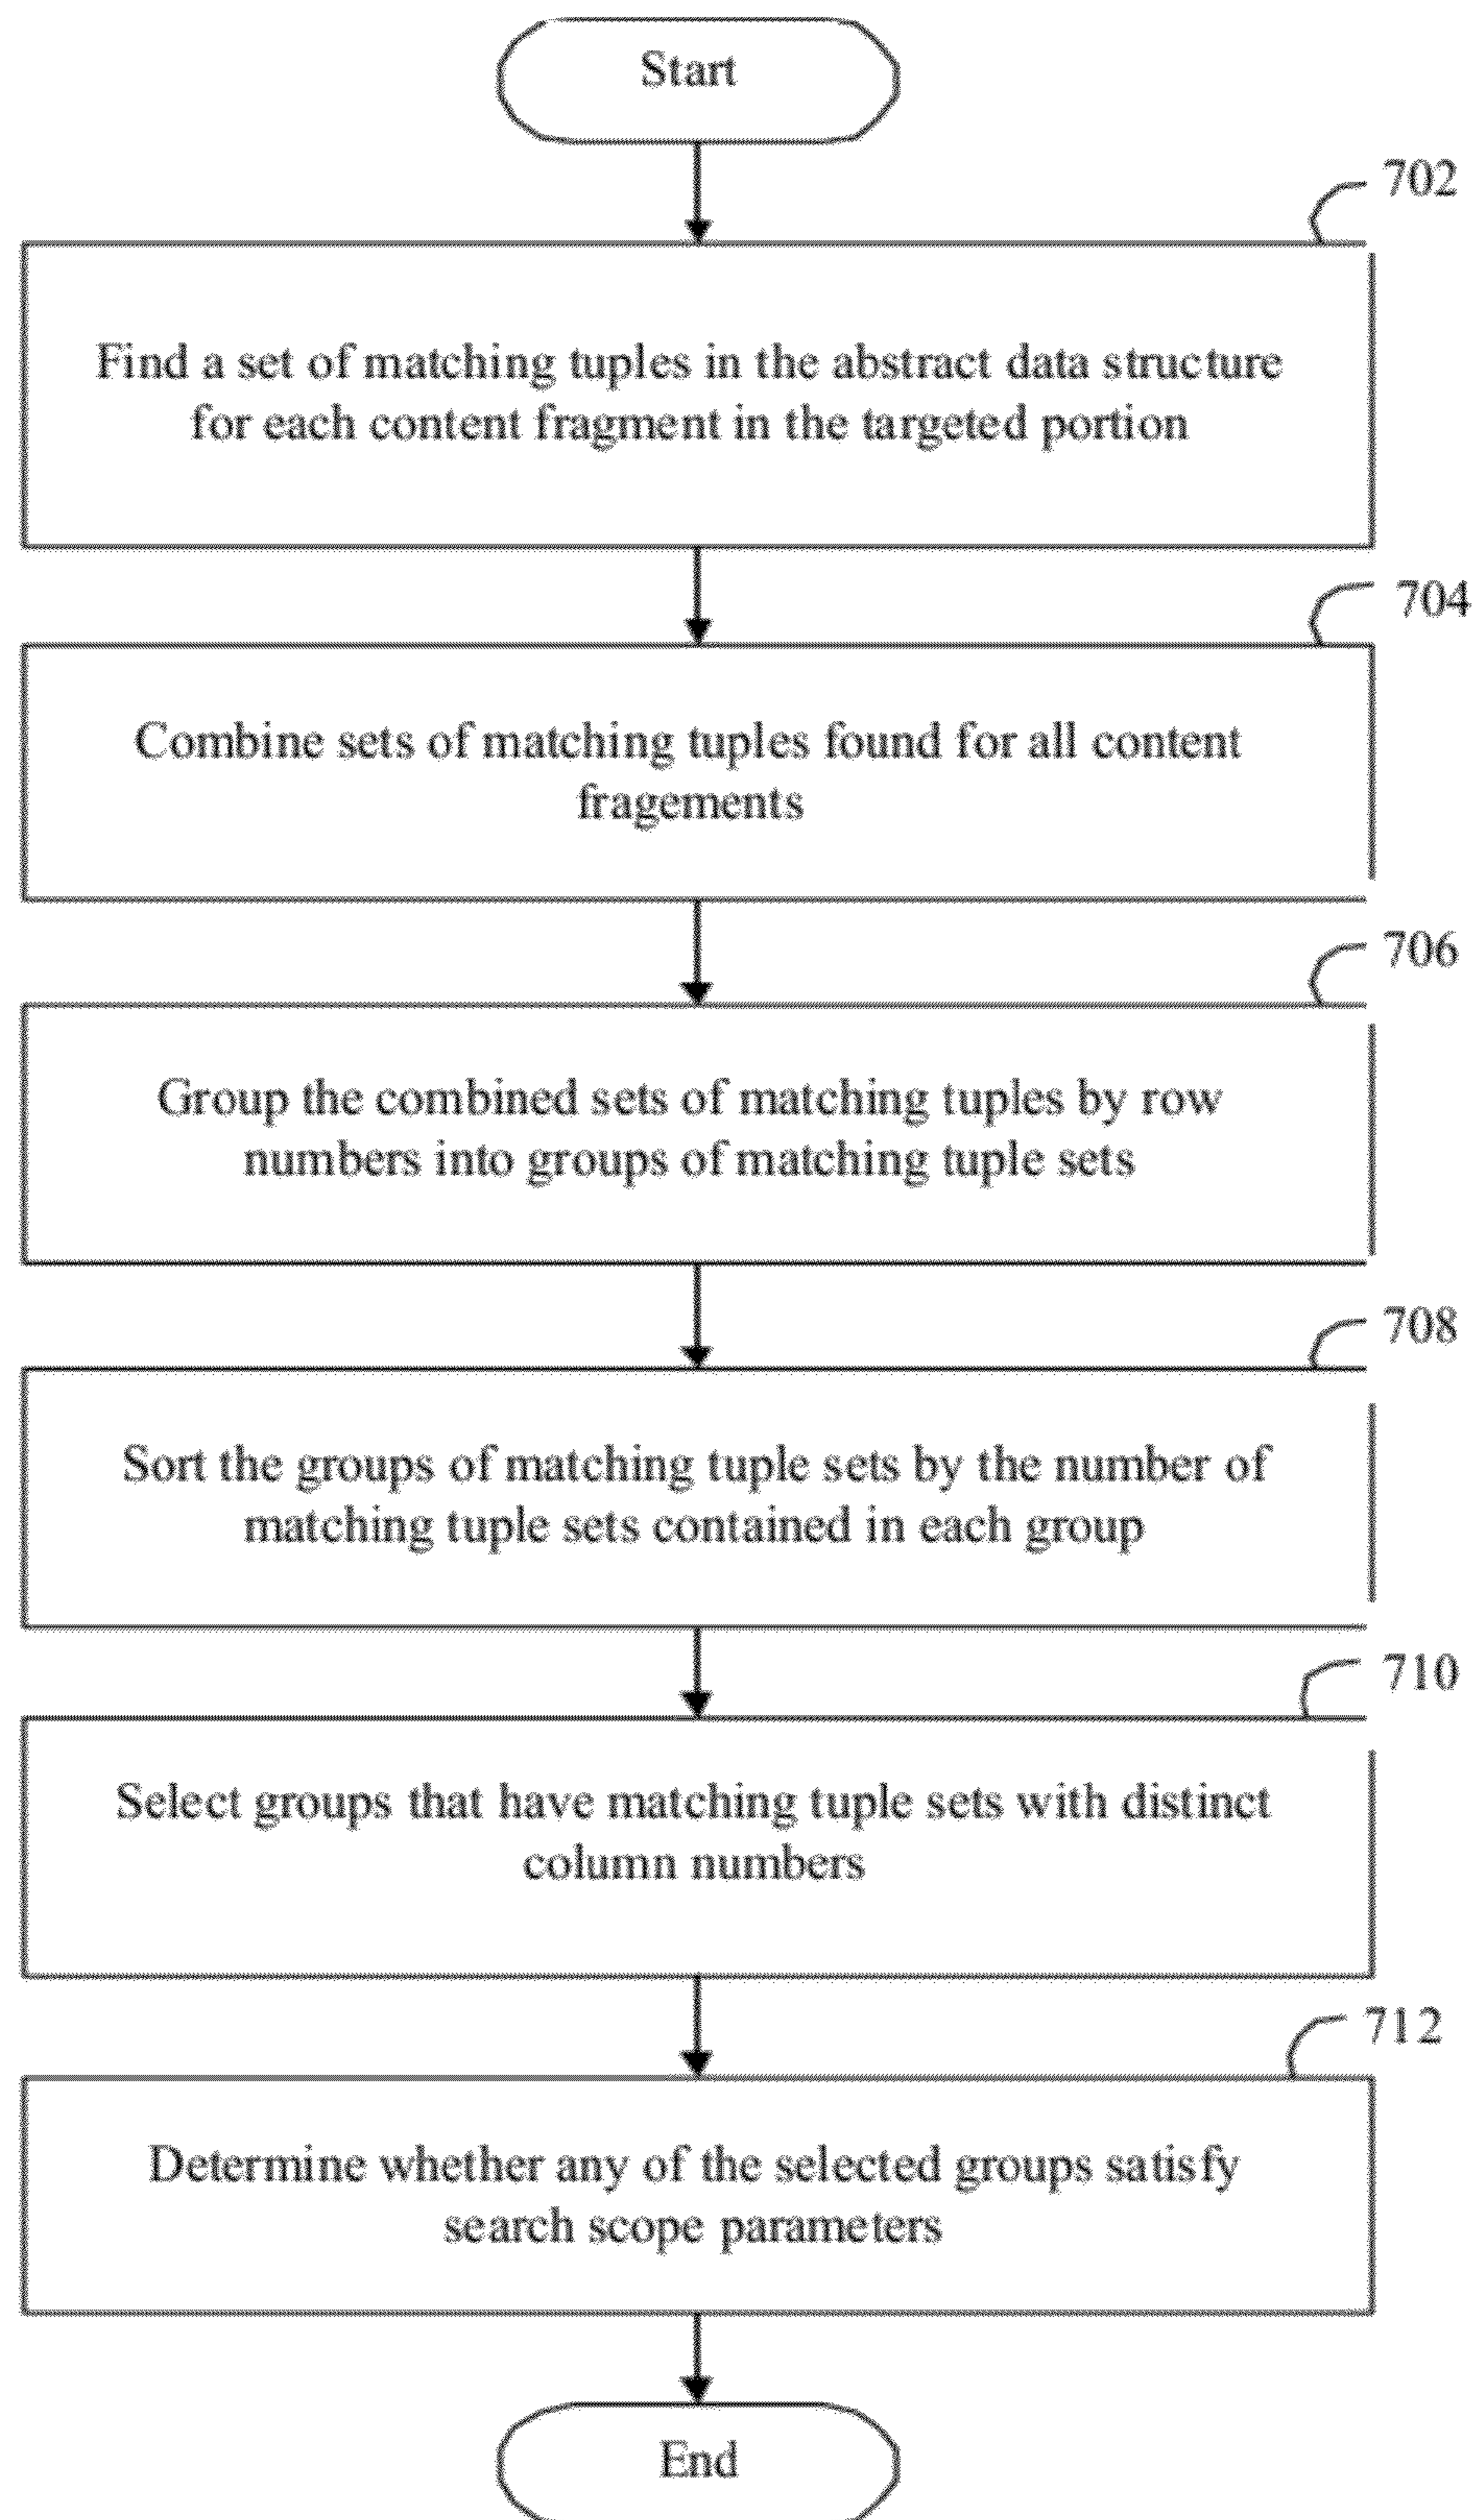 Start
702
Find a set of matching tuples in the abstract data structure
for each content fragment in the targeted portion
704
Combine sets of matching tuples found for all content
fragements
706
Group the combined sets of matching tuples by row
numbers into groups of matching tuple sets
708
Sort the groups of matching tuple sets by the number of
matching tuple sets contained in each group
710
Select groups that have matching tuple sets with distinct
column numbers
712
Determine whether any of the selected groups satisfy
search scope parameters
End